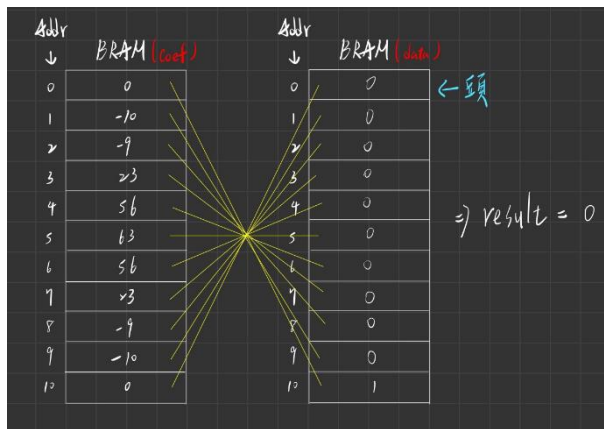 Addr Addr
↓ BRAM (coef) ↓ BRAM (data)
0 0 0 0 ← 頭
1 -10 1 0
2 -9 2 0
3 23 3 0
4 56 4 0
5 63 5 0 => result = 0
6 56 6 0
7 23 7 0
8 -9 8 0
9 -10 9 0
10 0 10 1